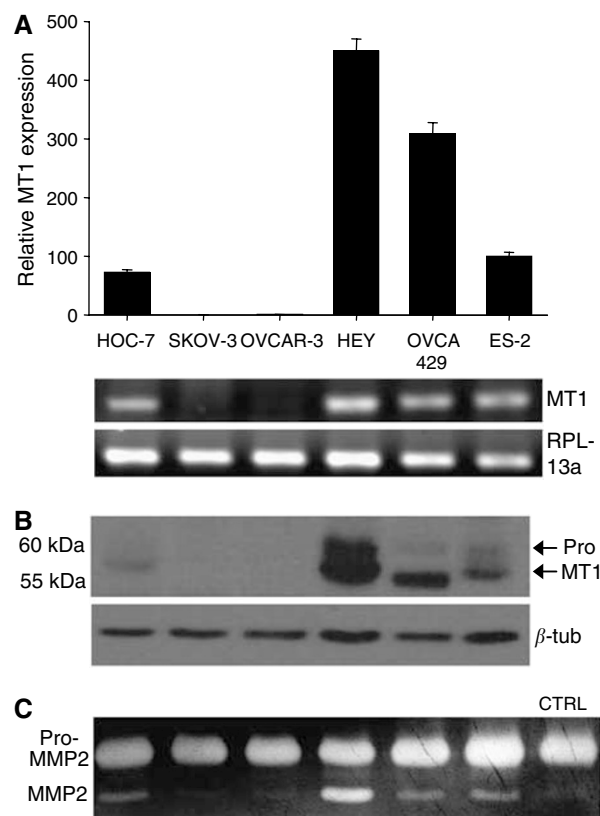 A
Relative MT1 expression
500
400
300
200
100
0
HOC-7 SKOV-3 OVCAR-3 HEY OVCA 429 ES-2
MT1
RPL-13a
B
60 kDa
55 kDa
Pro
MT1
β-tub
C
CTRL
Pro-
MMP2
MMP2